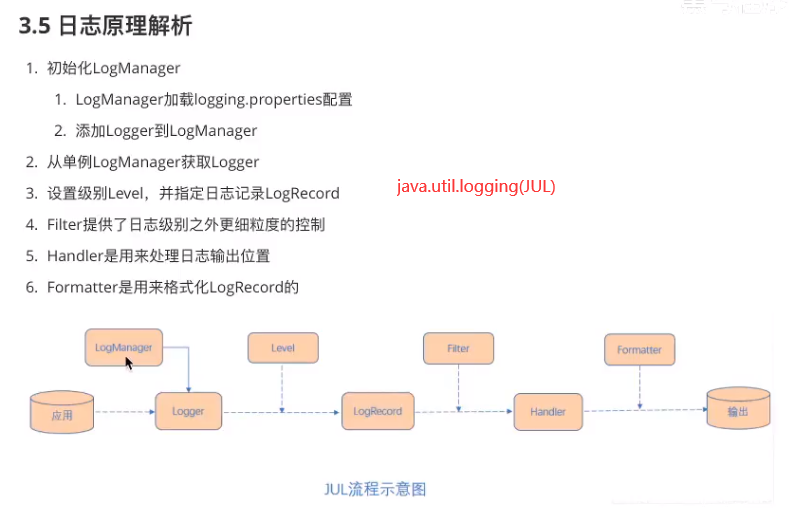 3.5 日志原理解析
1. 初始化LogManager
1. LogManager加载logging.properties配置
2. 添加Logger到LogManager
2. 从单例LogManager获取Logger
3. 设置级别Level，并指定日志记录LogRecord
java.util.logging(JUL)
4. Filter提供了日志级别之外更细粒度的控制
5. Handler是用来处理日志输出位置
6. Formatter是用来格式化LogRecord的
LogManager
Level
Filter
Formatter
应用
Logger
LogRecord
Handler
输出
JUL流程示意图